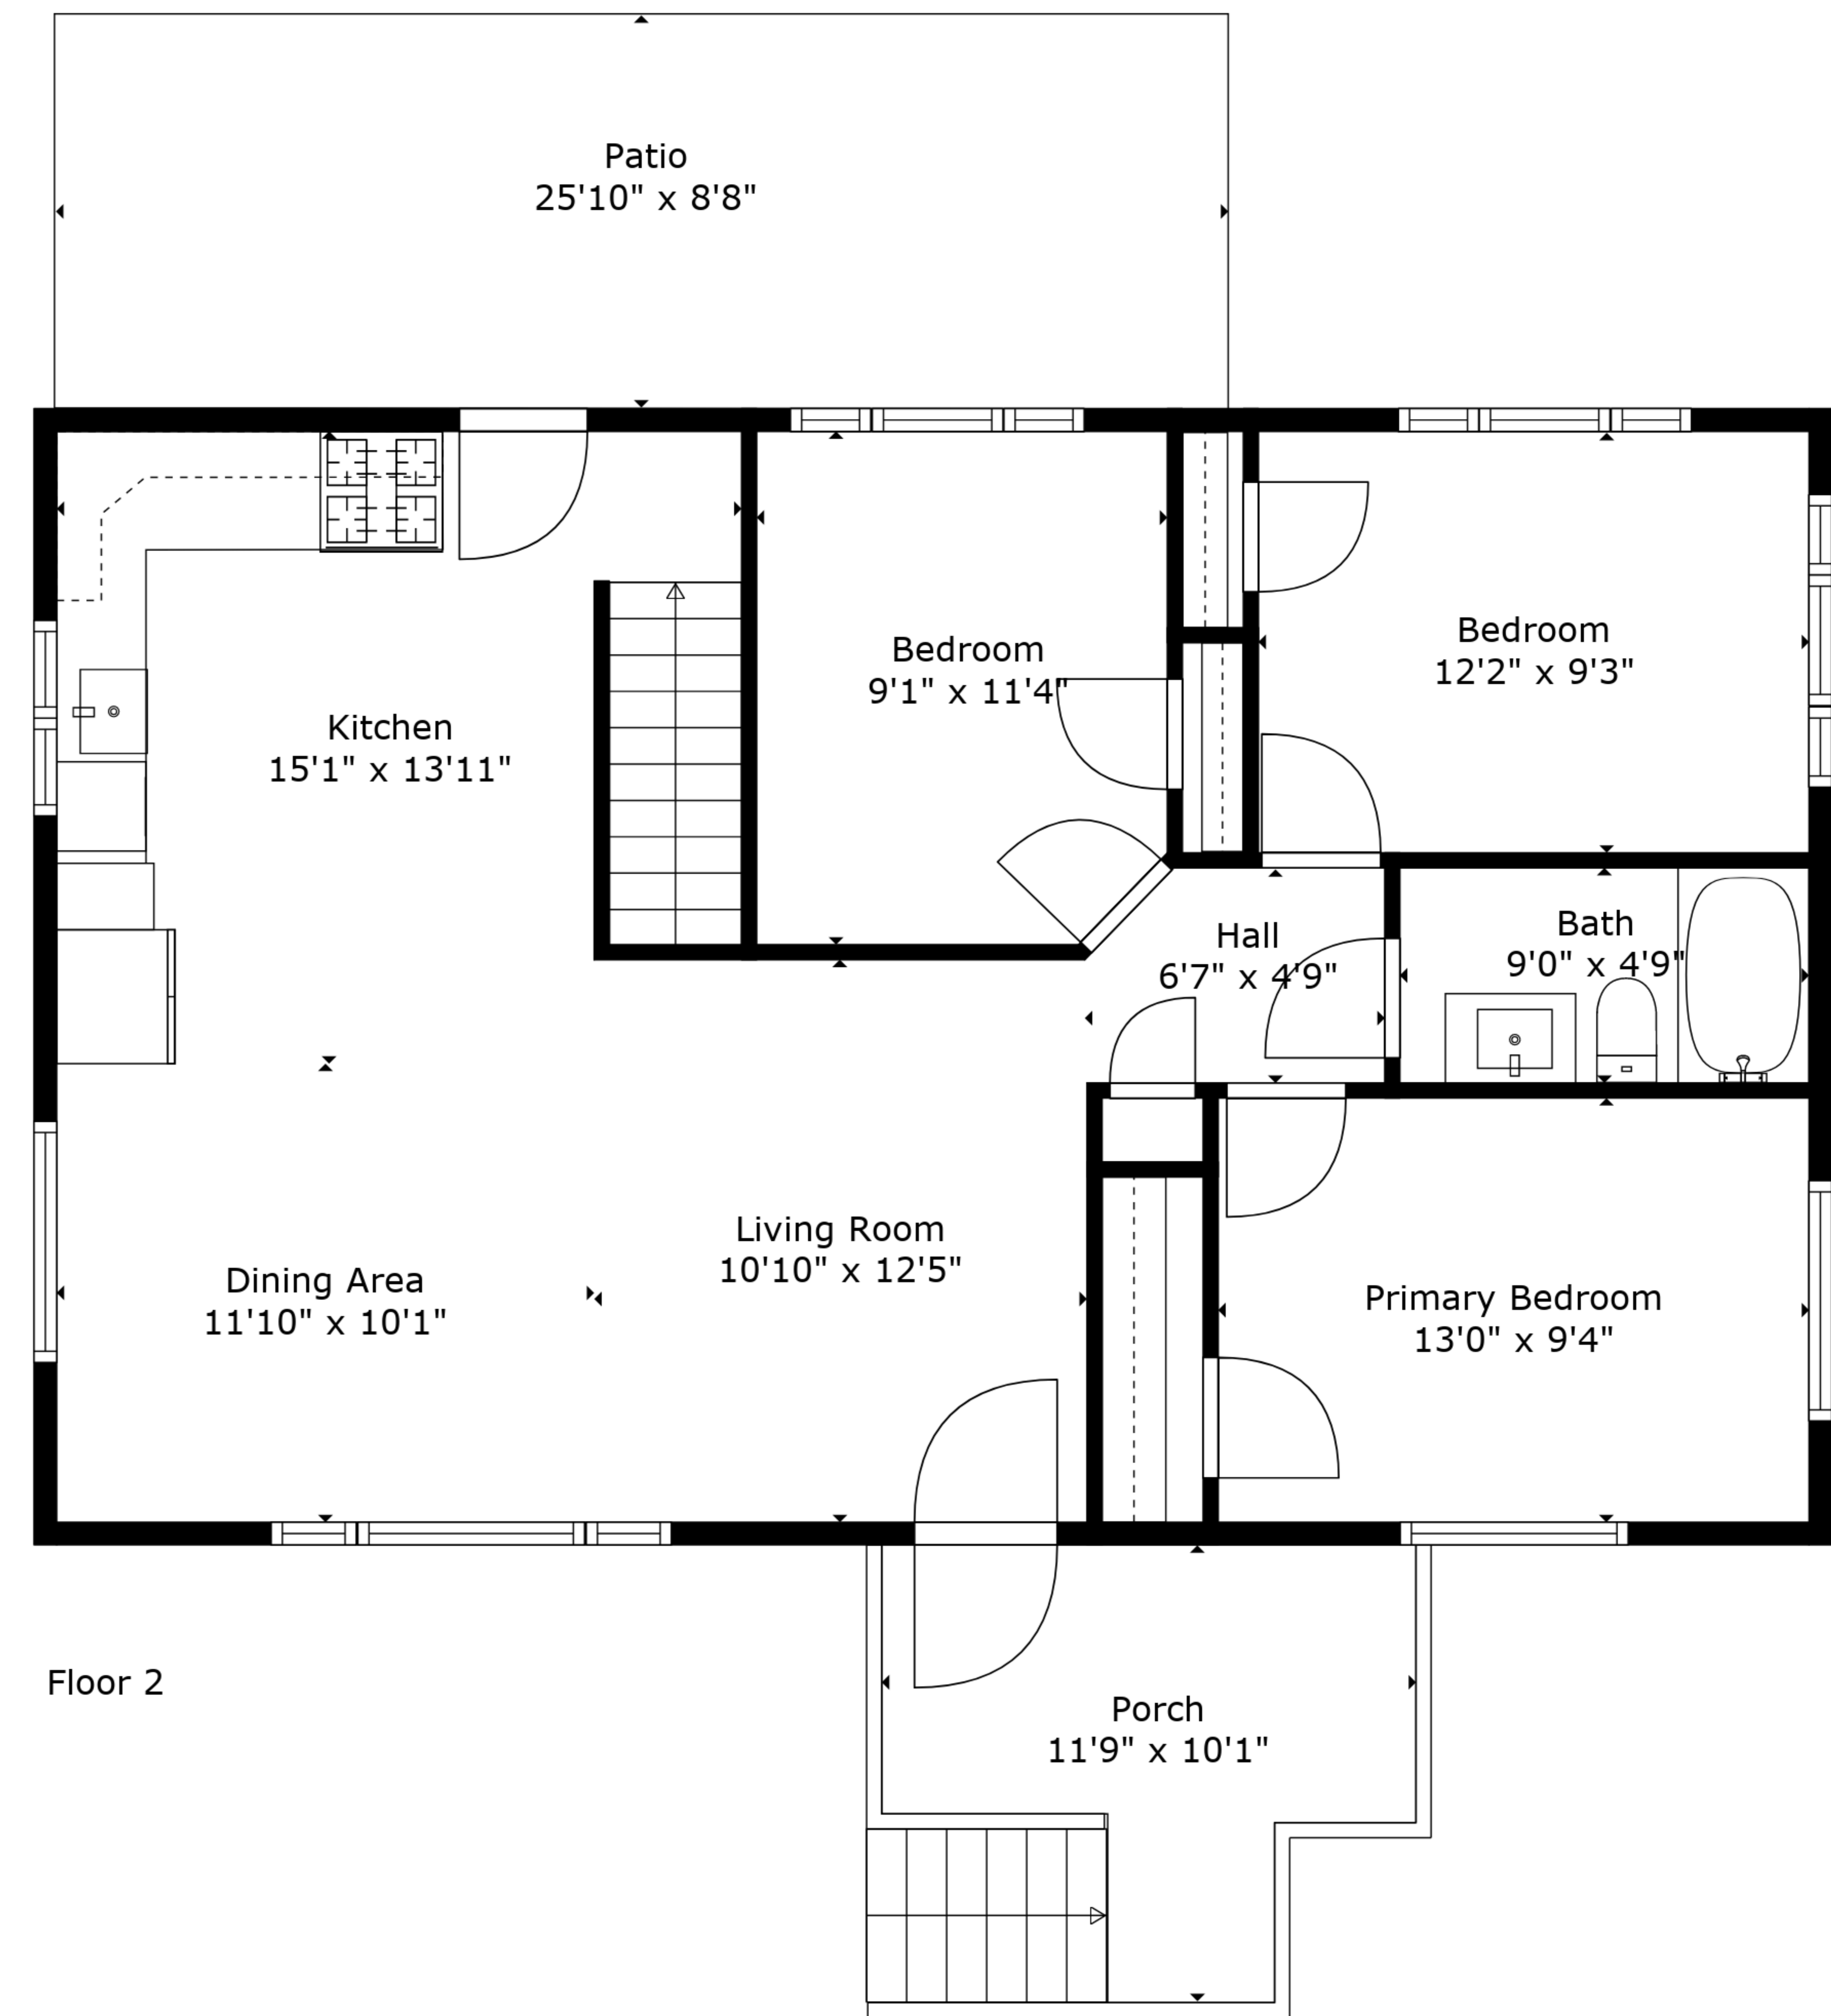 Patio
25'10" x 8'8"
Bedroom
9'1" x 11'4"
Bedroom
12'2" x 9'3"
Kitchen
15'1" x 13'11"
Hall
6'7" x 4'9"
Bath
9'0" x 4'9"
Living Room
10'10" x 12'5"
Dining Area
11'10" x 10'1"
Primary Bedroom
13'0" x 9'4"
Floor 2
Porch
11'9" x 10'1"